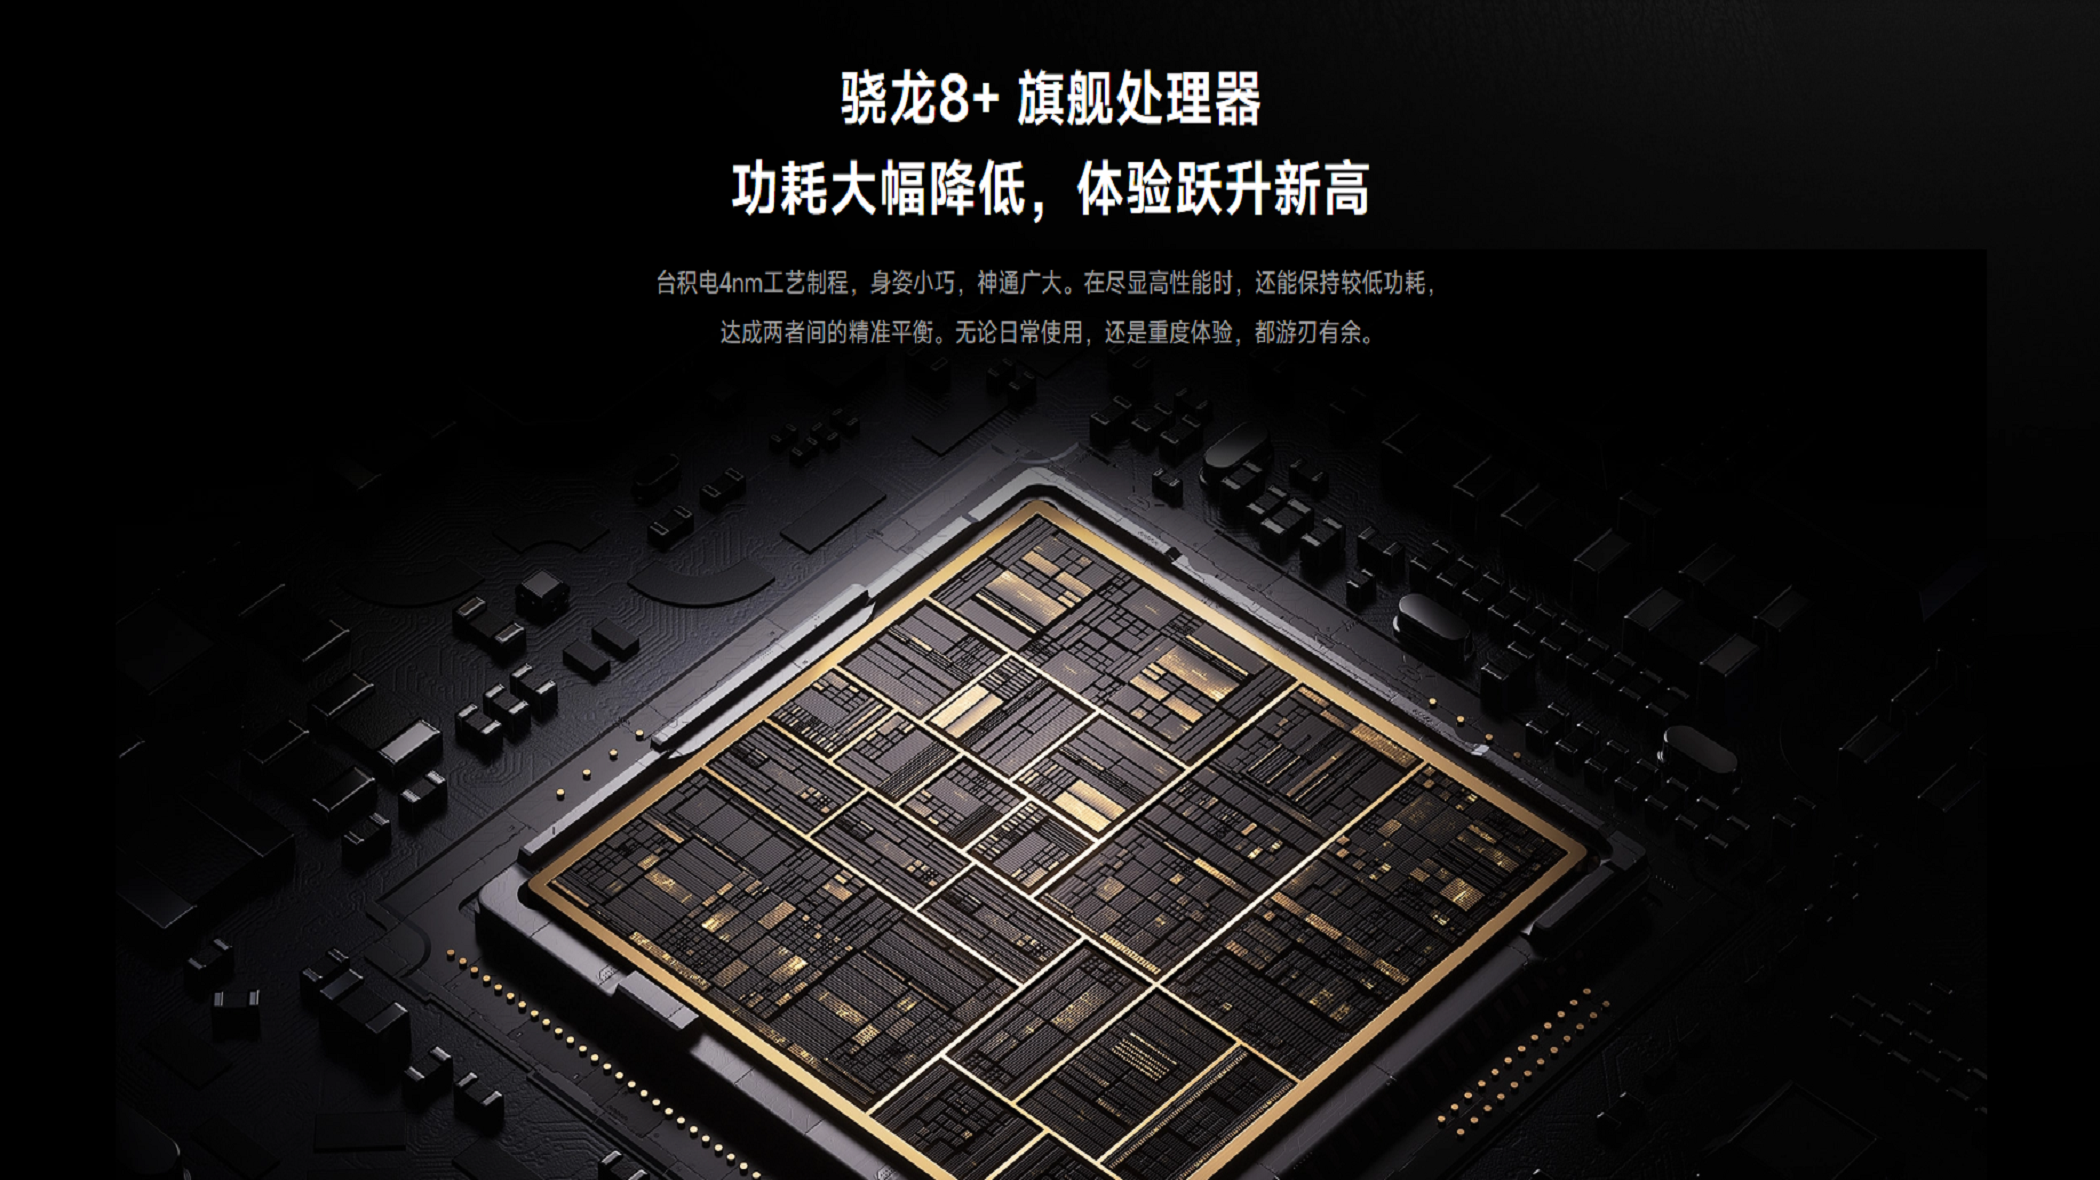 骁龙8+ 旗舰处理器
功耗大幅降低，体验跃升新高
台积电4nm工艺制程，身姿小巧，神通广大。在尽显高性能时，还能保持较低功耗，
达成两者间的精准平衡。无论日常使用，还是重度体验，都游刃有余。